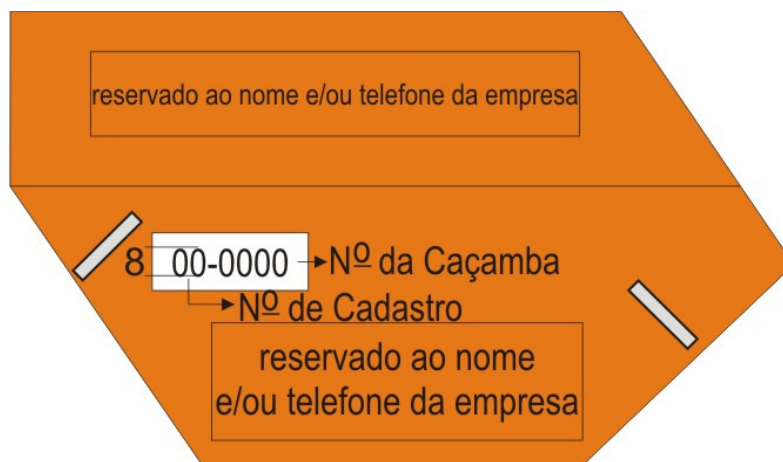 reservado ao nome e/ou telefone da empresa
8 00-0000 Nº da Caçamba
Nº de Cadastro
reservado ao nome
e/ou telefone da empresa